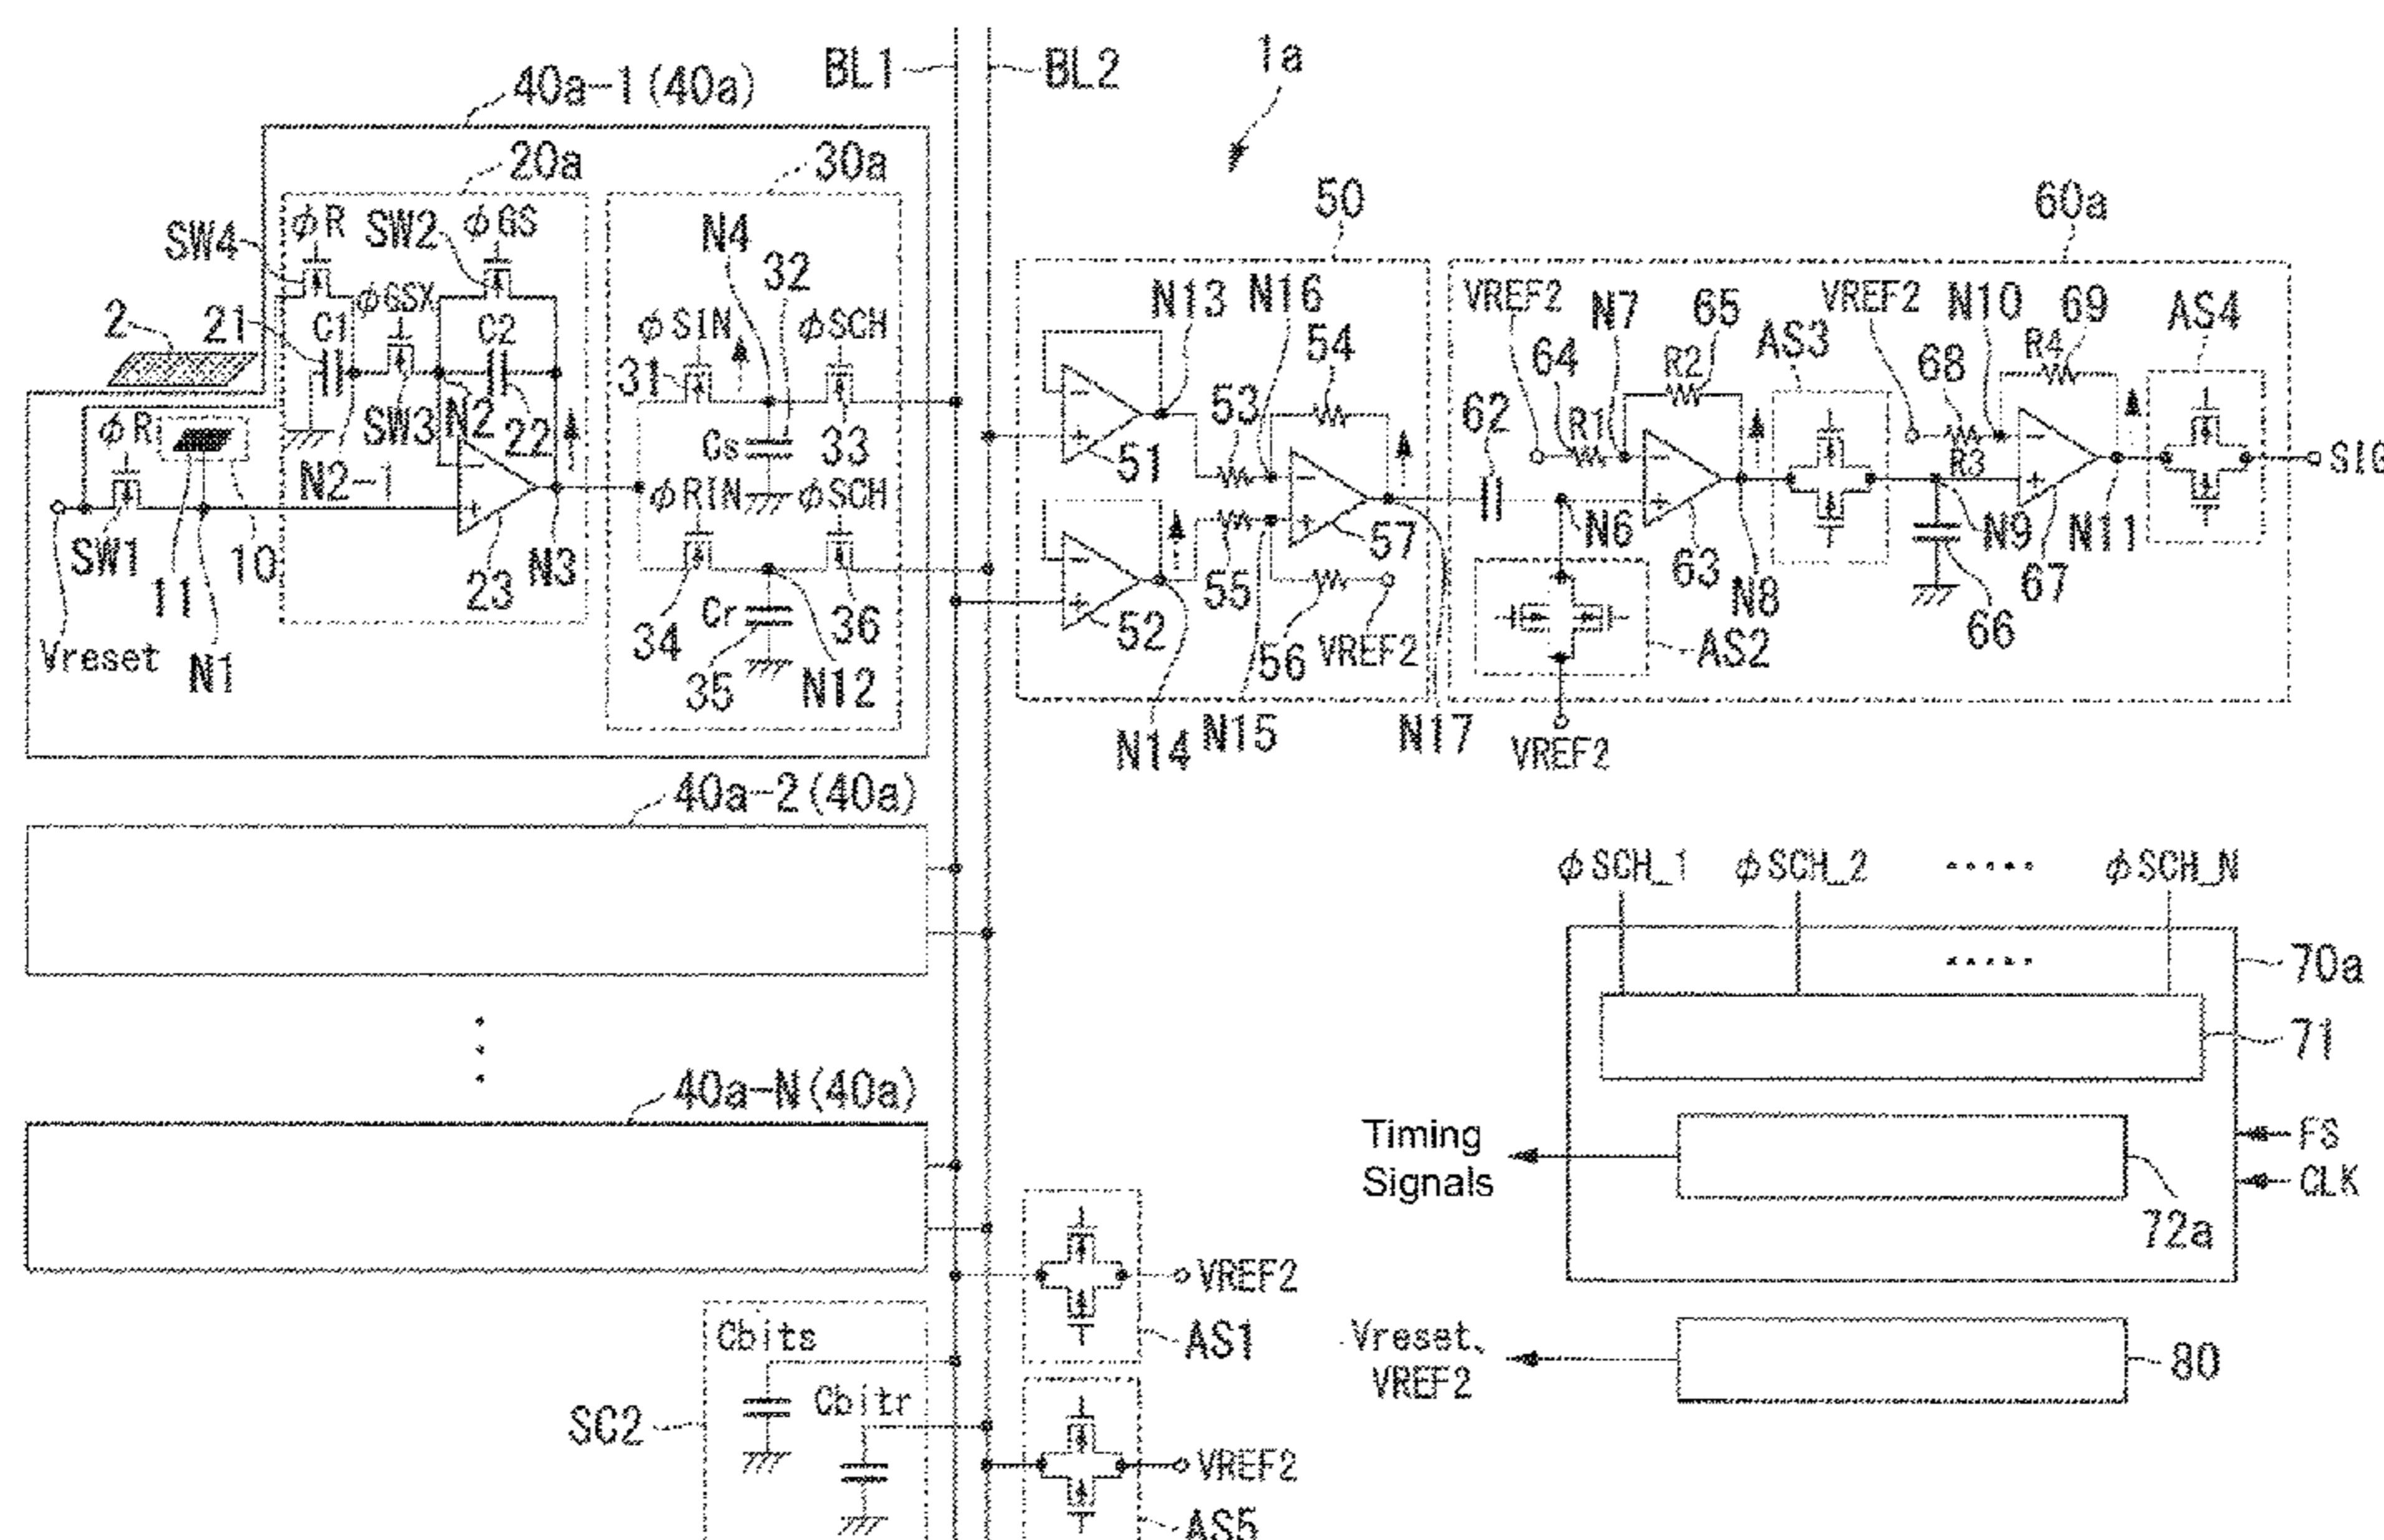 BL1
BL2
1a
40a-1(40a)
20a
30a
50
60a
φR
SW2
φGS
SW4
N4
32
φGSX
2
21
C1
C2
φSIN
φSCH
N13
N16
54
VREF2
N7
65
R2
AS3
VREF2
N10
69
R4
AS4
31
53
62
64
R1
68
R3
φR
SW3
N2
22
Cs
33
51
N2-1
φRIN
φSCH
SIG
SW1
11
10
23
N3
57
N6
63
N8
N9
67
N11
Vreset
N1
34
Cr
35
36
N12
52
55
56
VREF2
AS2
66
N14
N15
N17
VREF2
40a-2(40a)
φSCH_1
φSCH_2
.....
φSCH_N
.....
70a
71
40a-N(40a)
Timing
Signals
FS
CLK
72a
VREF2
Cbits
AS1
Vreset,
VREF2
80
SC2
Cbitr
VREF2
AS5